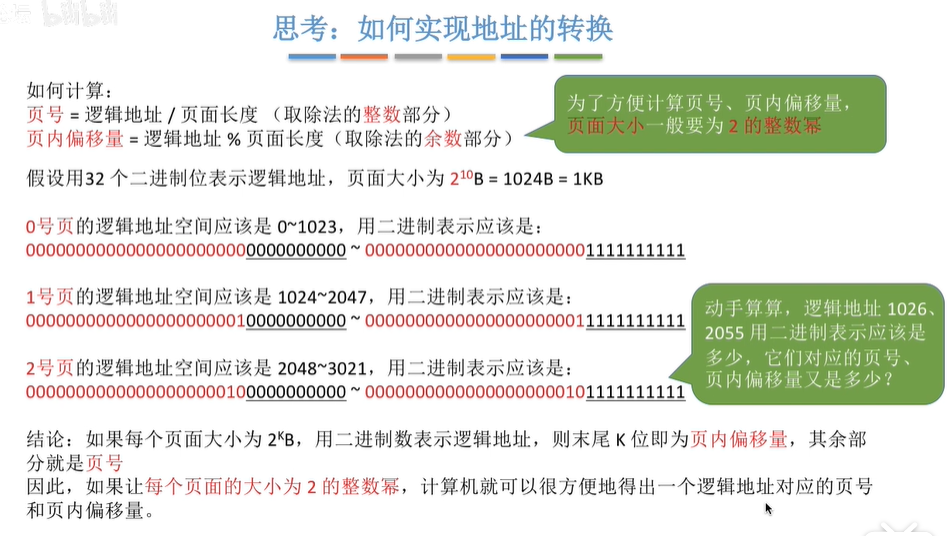 bilibili
思考：如何实现地址的转换
如何计算：
页号 = 逻辑地址 / 页面长度 （取除法的整数部分）
页内偏移量 = 逻辑地址 % 页面长度（取除法的余数部分）
为了方便计算页号、页内偏移量，
页面大小一般要为 2 的整数幂
假设用32 个二进制位表示逻辑地址，页面大小为 2¹⁰B = 1024B = 1KB
0号页的逻辑地址空间应该是 0~1023，用二进制表示应该是：
00000000000000000000000000000000 ~ 00000000000000000000001111111111
1号页的逻辑地址空间应该是 1024~2047，用二进制表示应该是：
00000000000000000000010000000000 ~ 00000000000000000000011111111111
2号页的逻辑地址空间应该是 2048~3021，用二进制表示应该是：
00000000000000000000100000000000 ~ 00000000000000000000101111111111
动手算算，逻辑地址 1026、
2055 用二进制表示应该是
多少，它们对应的页号、
页内偏移量又是多少？
结论：如果每个页面大小为 2ᴷB，用二进制数表示逻辑地址，则末尾 K 位即为页内偏移量，其余部
分就是页号
因此，如果让每个页面的大小为 2 的整数幂，计算机就可以很方便地得出一个逻辑地址对应的页号
和页内偏移量。